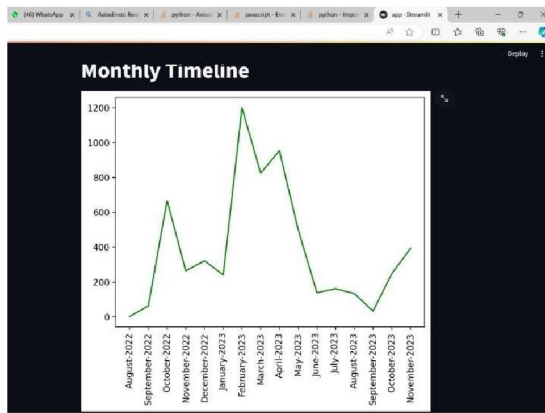 (46) WhatsApp
AxiosError: Req
python - Axiosl
javascript - Err
python - Impor
app · Streamlit
Deploy
Monthly Timeline
1200
1000
800
600
400
200
0
August-2022
September-2022
October-2022
November-2022
December-2022
January-2023
February-2023
March-2023
April-2023
May-2023
June-2023
July-2023
August-2023
September-2023
October-2023
November-2023